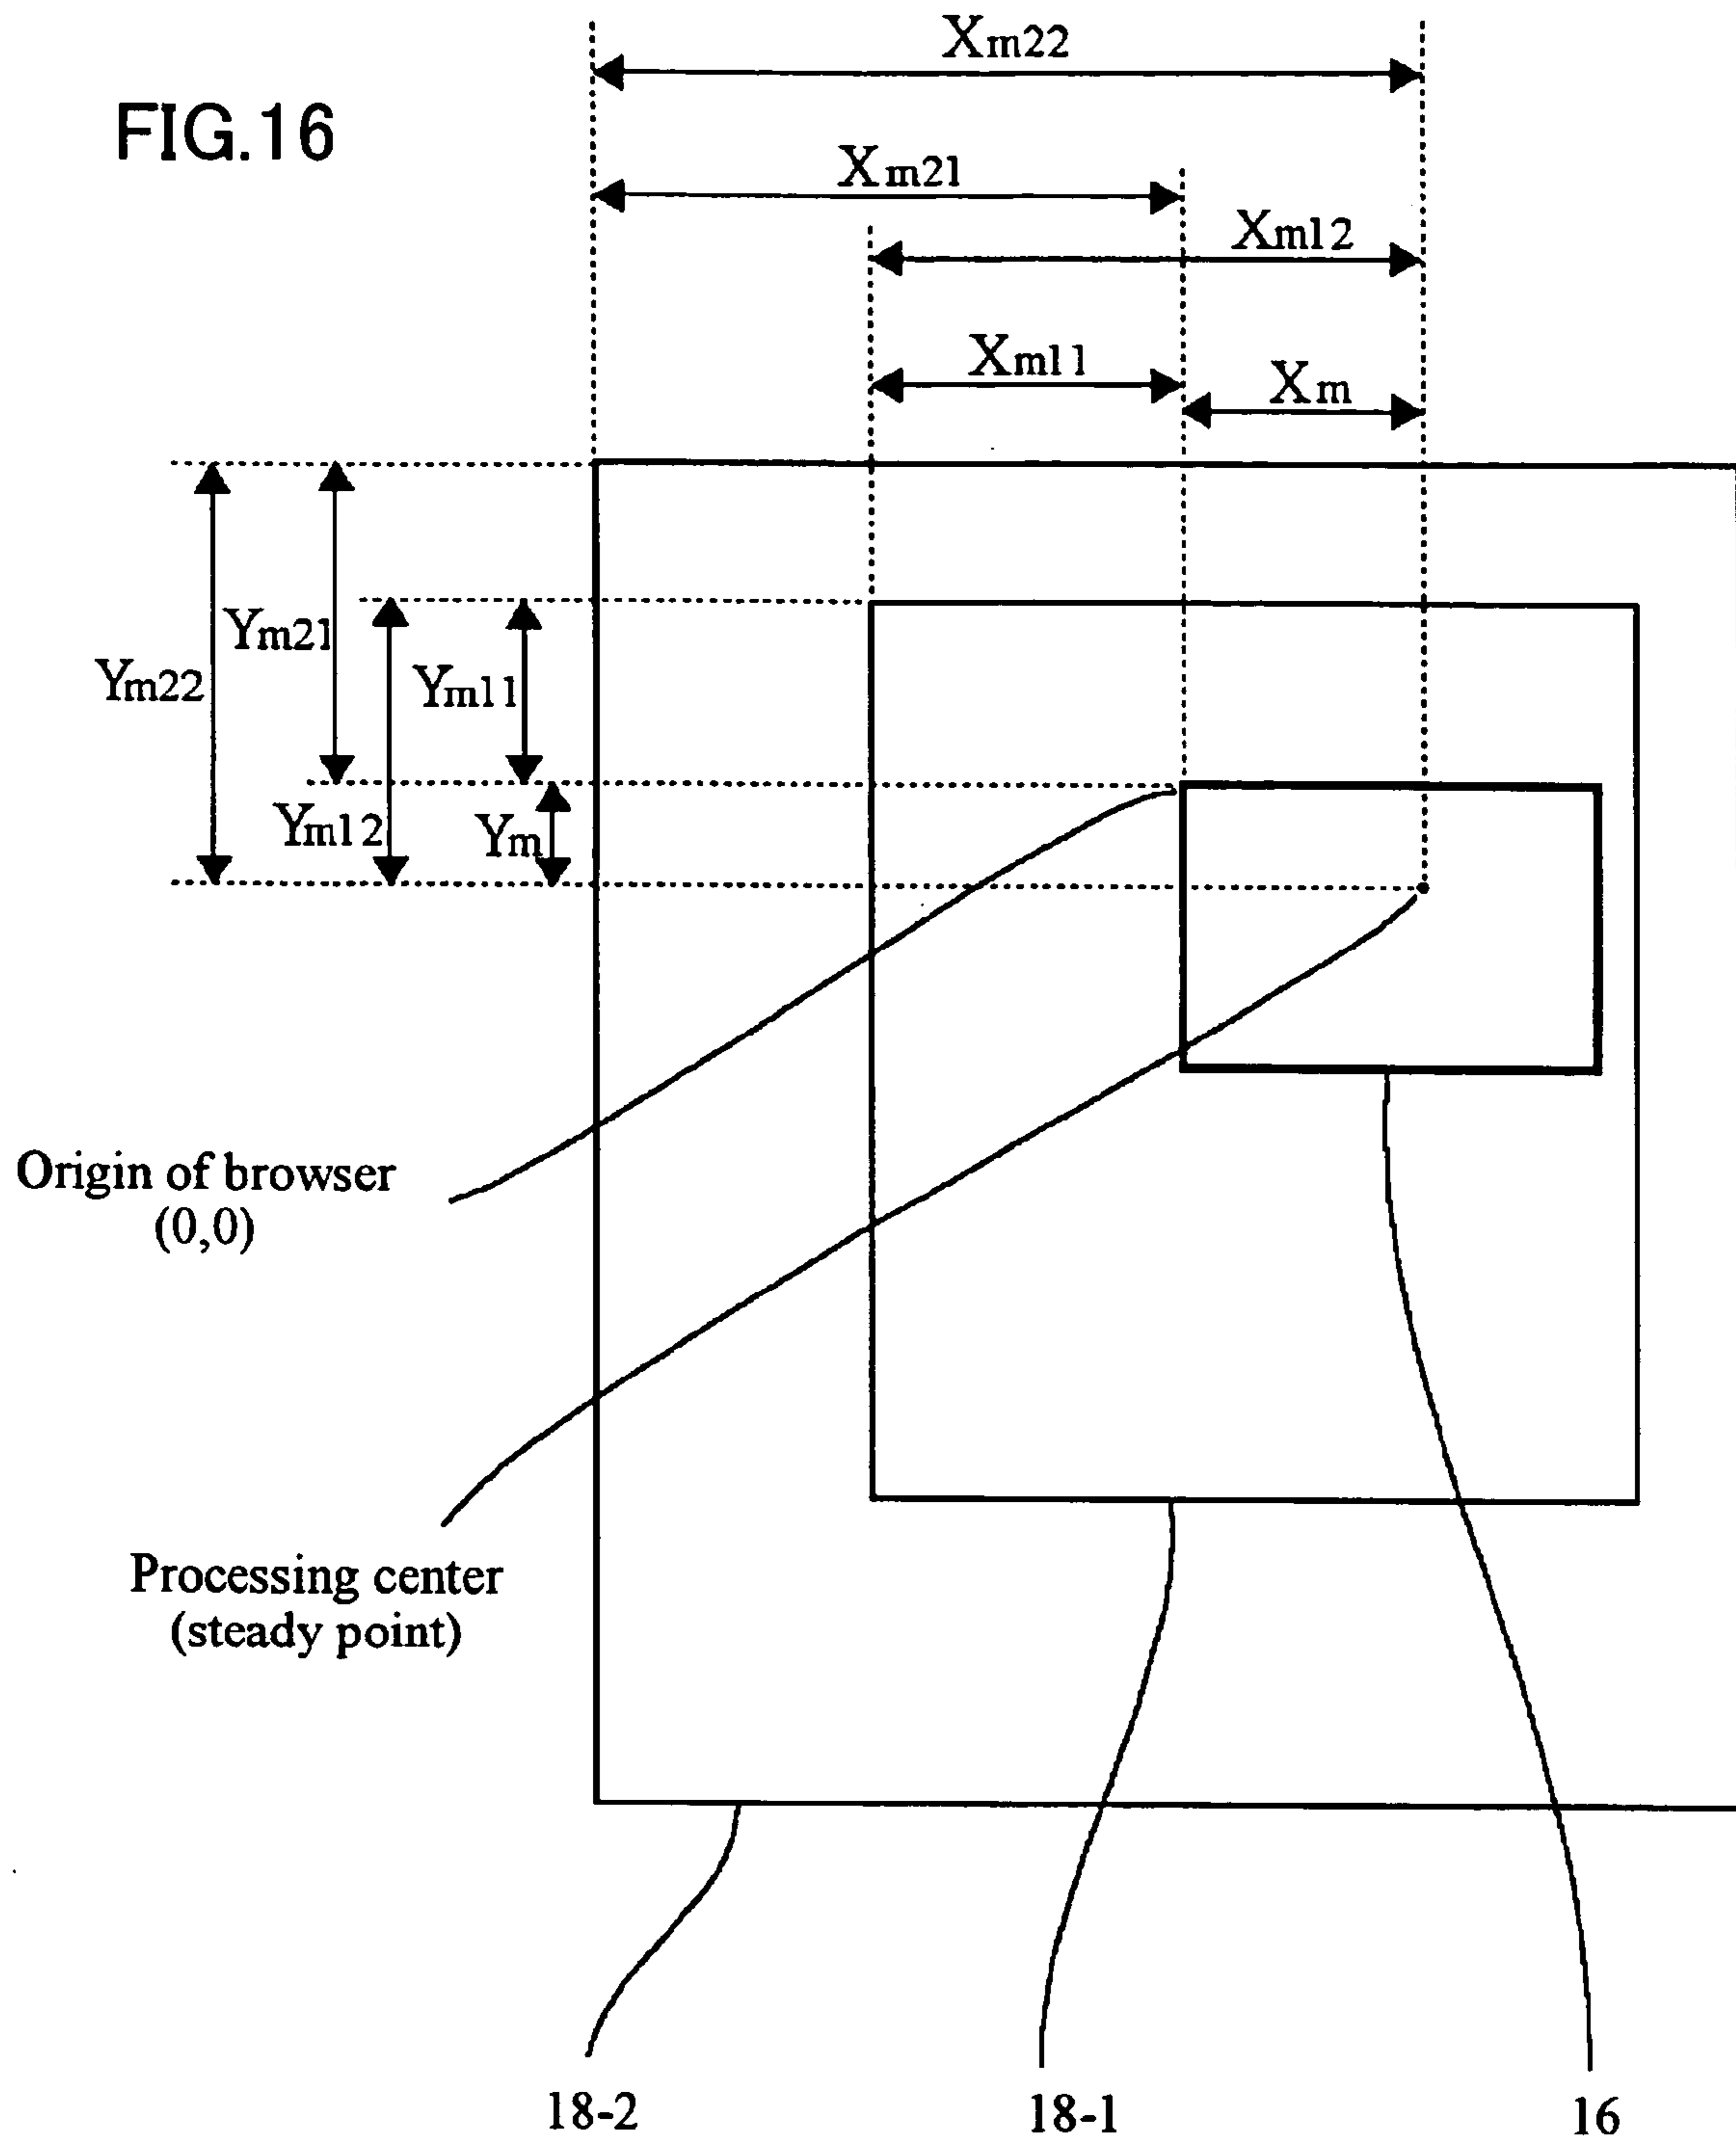 FIG.16
Xm22
Xm21
Xm12
Xm11
Xm
Ym21
Ym22
Ym11
Ym12
Ym
Origin of browser
(0,0)
Processing center
(steady point)
18-2
18-1
16